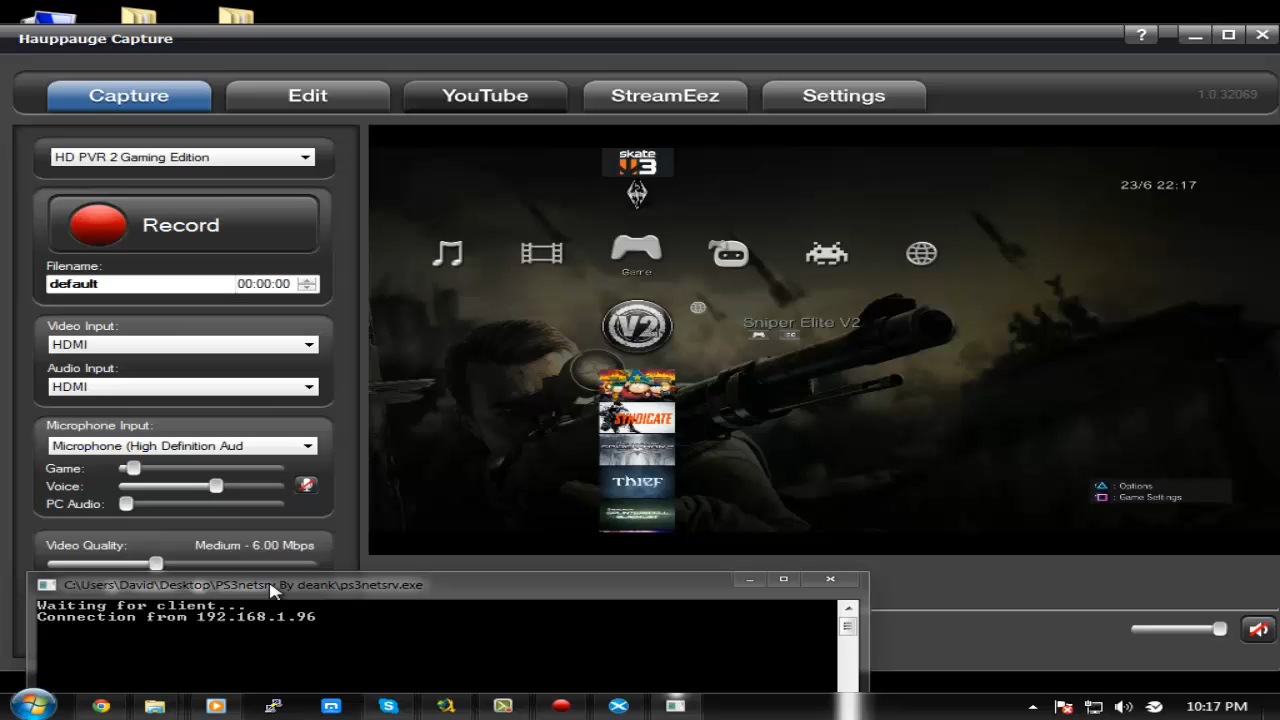 Hauppauge Capture
?
Capture Edit YouTube StreamEez Settings 1.0.32069
HD PVR 2 Gaming Edition
Record
Filename:
default 00:00:00
Video Input:
HDMI
Audio Input:
HDMI
Microphone Input:
Microphone (High Definition Aud
Game:
Voice:
PC Audio:
Video Quality: Medium - 6.00 Mbps
skate 3
23/6 22:17
Game
V2
Sniper Elite V2
SYNDICATE
THIEF
: Options
: Game Settings
C:\Users\David\Desktop\PS3netsrv By deank\ps3netsrv.exe
Waiting for client...
Connection from 192.168.1.96
10:17 PM